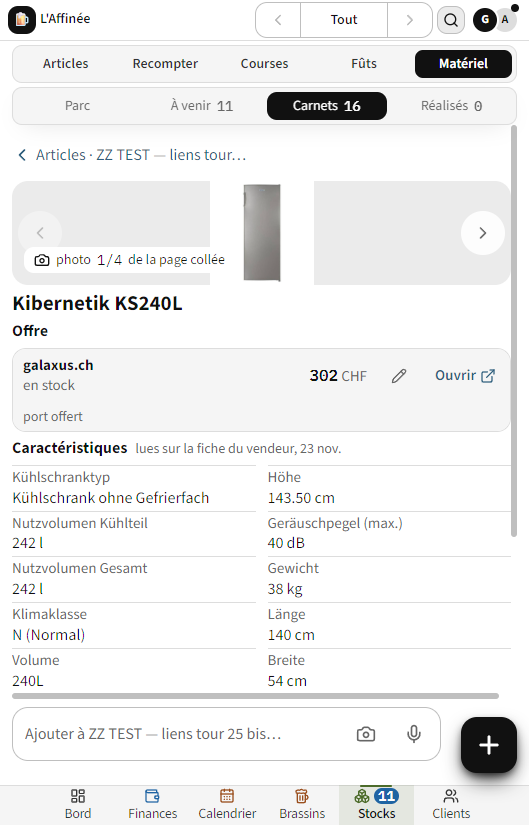 L'Affinée
Tout
G
A
Articles
Recompter
Courses
Fûts
Matériel
Parc
À venir 11
Carnets 16
Réalisés 0
Articles · ZZ TEST — liens tour…
photo 1/4 de la page collée
Kibernetik KS240L
Offre
galaxus.ch
en stock
302 CHF
Ouvrir
port offert
Caractéristiques lues sur la fiche du vendeur, 23 nov.
Kühlschranktyp
Kühlschrank ohne Gefrierfach
Höhe
143.50 cm
Nutzvolumen Kühlteil
242 l
Geräuschpegel (max.)
40 dB
Nutzvolumen Gesamt
242 l
Gewicht
38 kg
Klimaklasse
N (Normal)
Länge
140 cm
Volume
240L
Breite
54 cm
Ajouter à ZZ TEST — liens tour 25 bis…
Bord
Finances
Calendrier
Brassins
11
Stocks
Clients